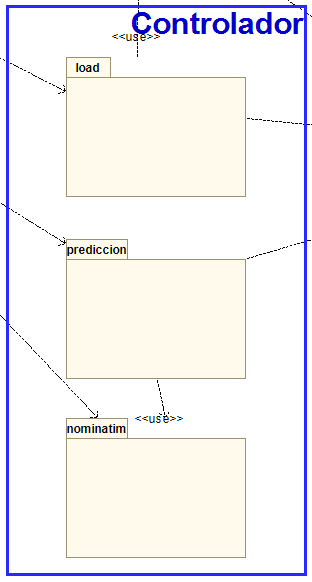 Controlador
<<use>>
load
prediccion
<<use>>
nominatim